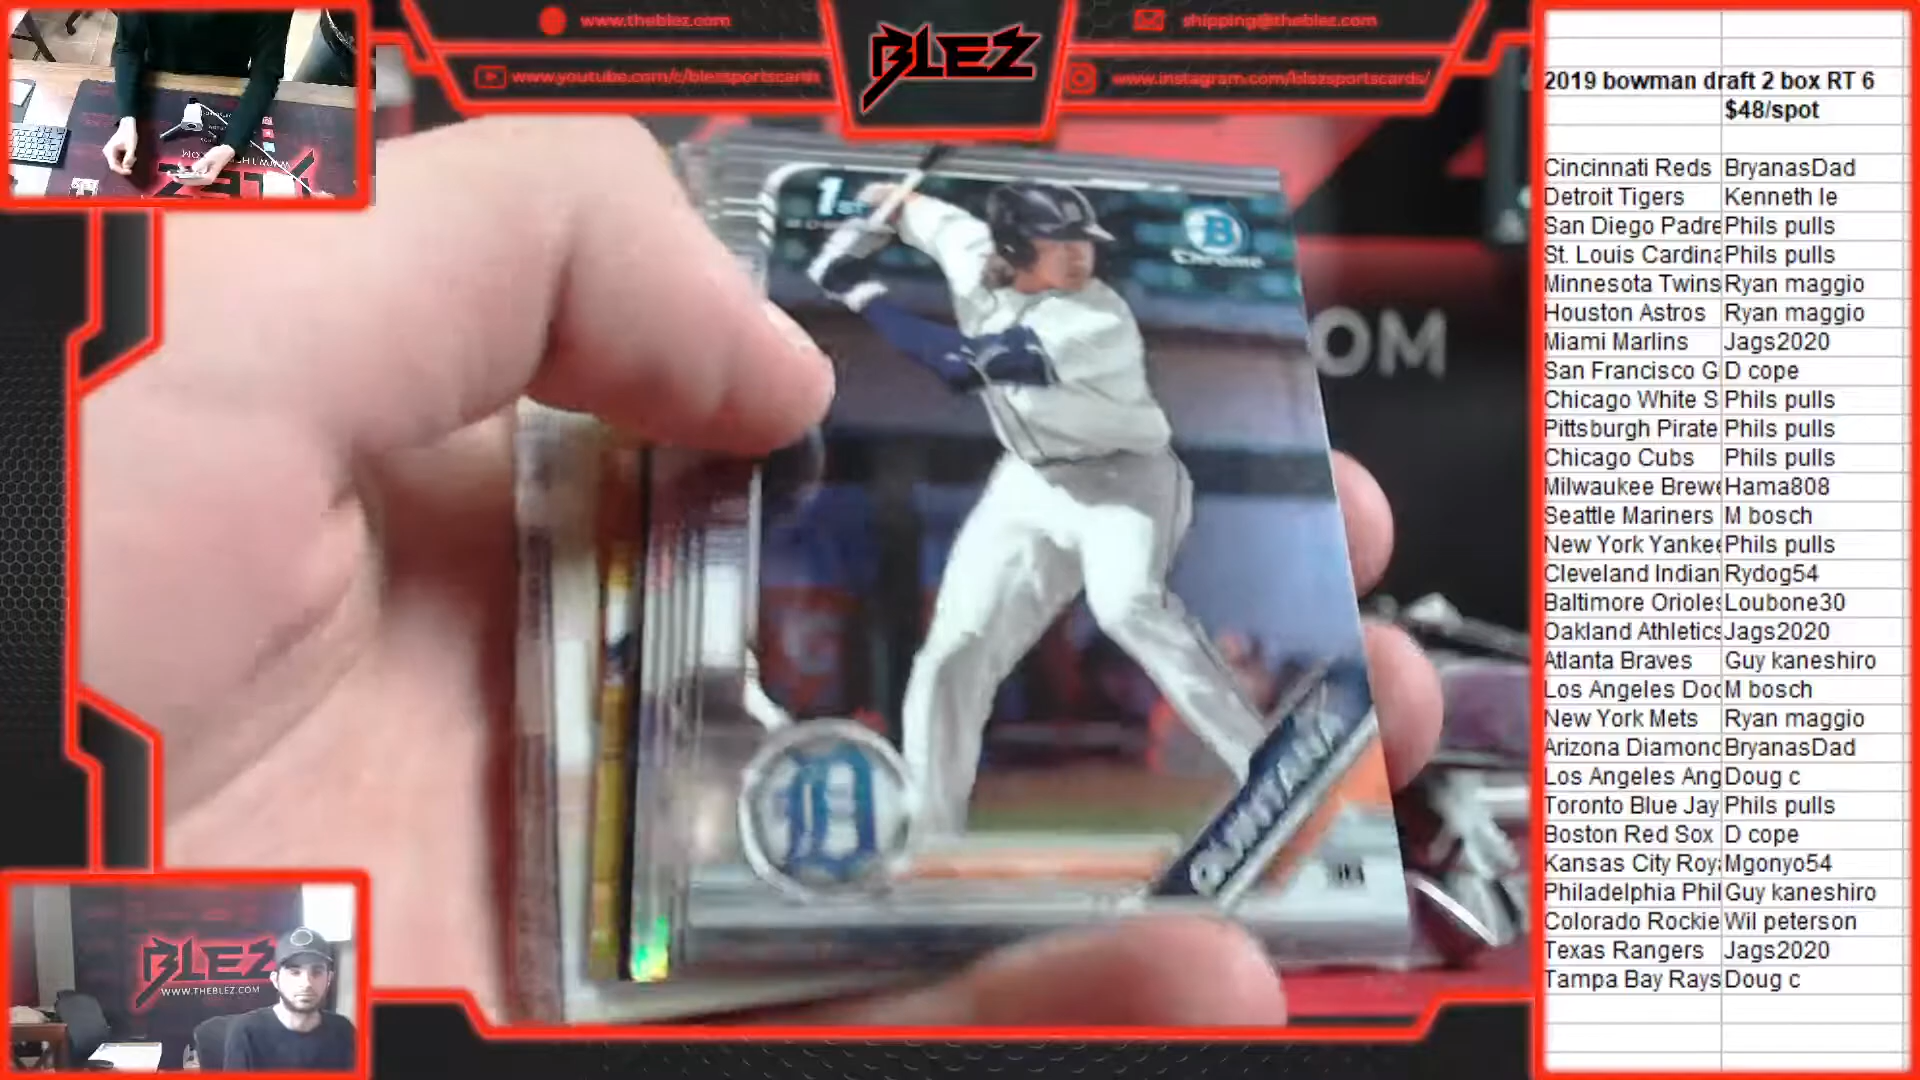 www.theblez.com
www.youtube.com/c/blezsportscards
BLEZ
shipping@theblez.com
www.instagram.com/blezsportscards/
1st
B
Chrome
D
QUINTANA
OM
BLEZ
WWW.THEBLEZ.COM
2019 bowman draft 2 box RT 6
$48/spot
Cincinnati Reds BryanasDad
Detroit Tigers Kenneth le
San Diego Padre Phils pulls
St. Louis Cardina Phils pulls
Minnesota Twins Ryan maggio
Houston Astros Ryan maggio
Miami Marlins Jags2020
San Francisco G D cope
Chicago White S Phils pulls
Pittsburgh Pirate Phils pulls
Chicago Cubs Phils pulls
Milwaukee Brewe Hama808
Seattle Mariners M bosch
New York Yankee Phils pulls
Cleveland Indian Rydog54
Baltimore Orioles Loubone30
Oakland Athletics Jags2020
Atlanta Braves Guy kaneshiro
Los Angeles Doc M bosch
New York Mets Ryan maggio
Arizona Diamond BryanasDad
Los Angeles Ang Doug c
Toronto Blue Jay Phils pulls
Boston Red Sox D cope
Kansas City Roy Mgonyo54
Philadelphia Phil Guy kaneshiro
Colorado Rockie Wil peterson
Texas Rangers Jags2020
Tampa Bay Rays Doug c